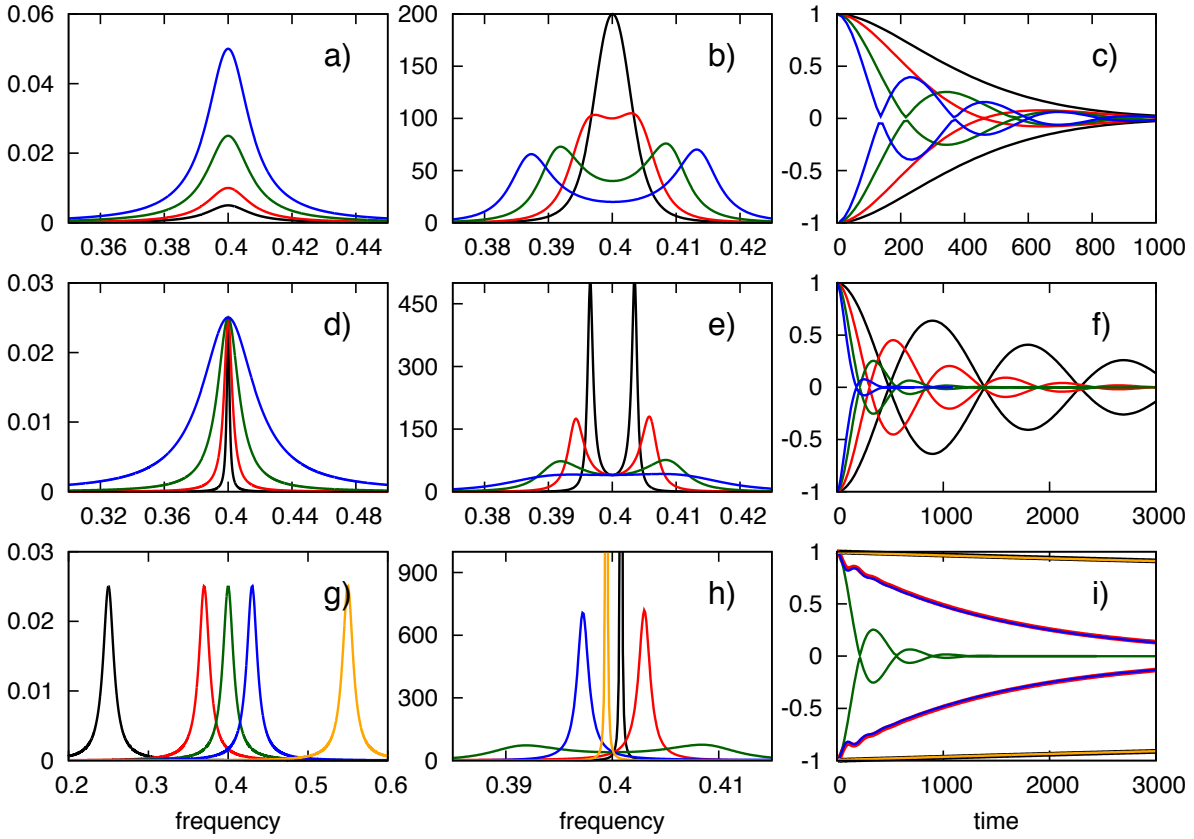 0.06
0.04
0.02
0
0.36 0.38 0.4 0.42 0.44
a)
200
150
100
50
0
0.38 0.39 0.4 0.41 0.42
b)
1
0.5
0
-0.5
-1
0 200 400 600 800 1000
c)
0.03
0.02
0.01
0
0.32 0.36 0.4 0.44 0.48
d)
450
300
150
0
0.38 0.39 0.4 0.41 0.42
e)
1
0.5
0
-0.5
-1
0 1000 2000 3000
f)
0.03
0.02
0.01
0
0.2 0.3 0.4 0.5 0.6
g)
frequency
900
600
300
0
0.39 0.4 0.41
h)
frequency
1
0.5
0
-0.5
-1
0 1000 2000 3000
i)
time